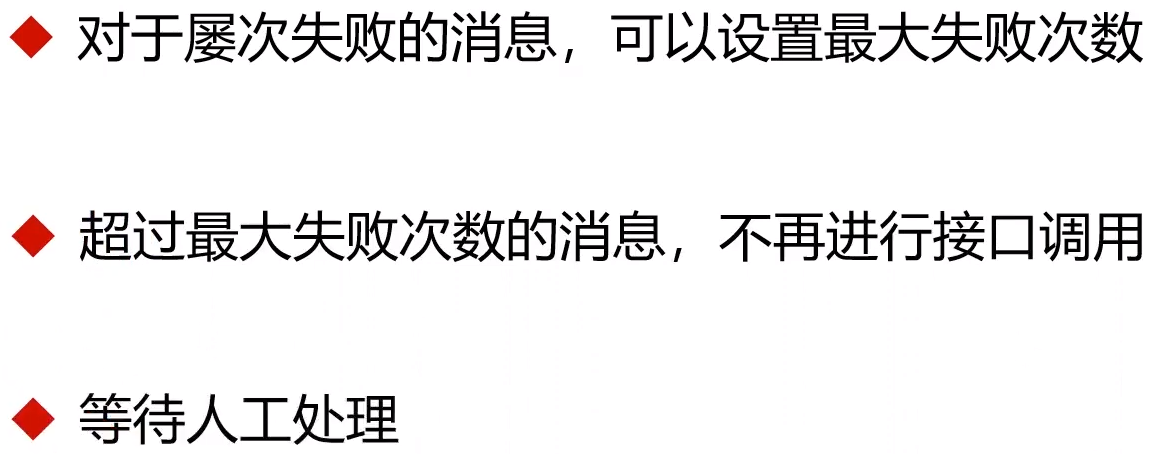 对于屡次失败的消息，可以设置最大失败次数
超过最大失败次数的消息，不再进行接口调用
等待人工处理